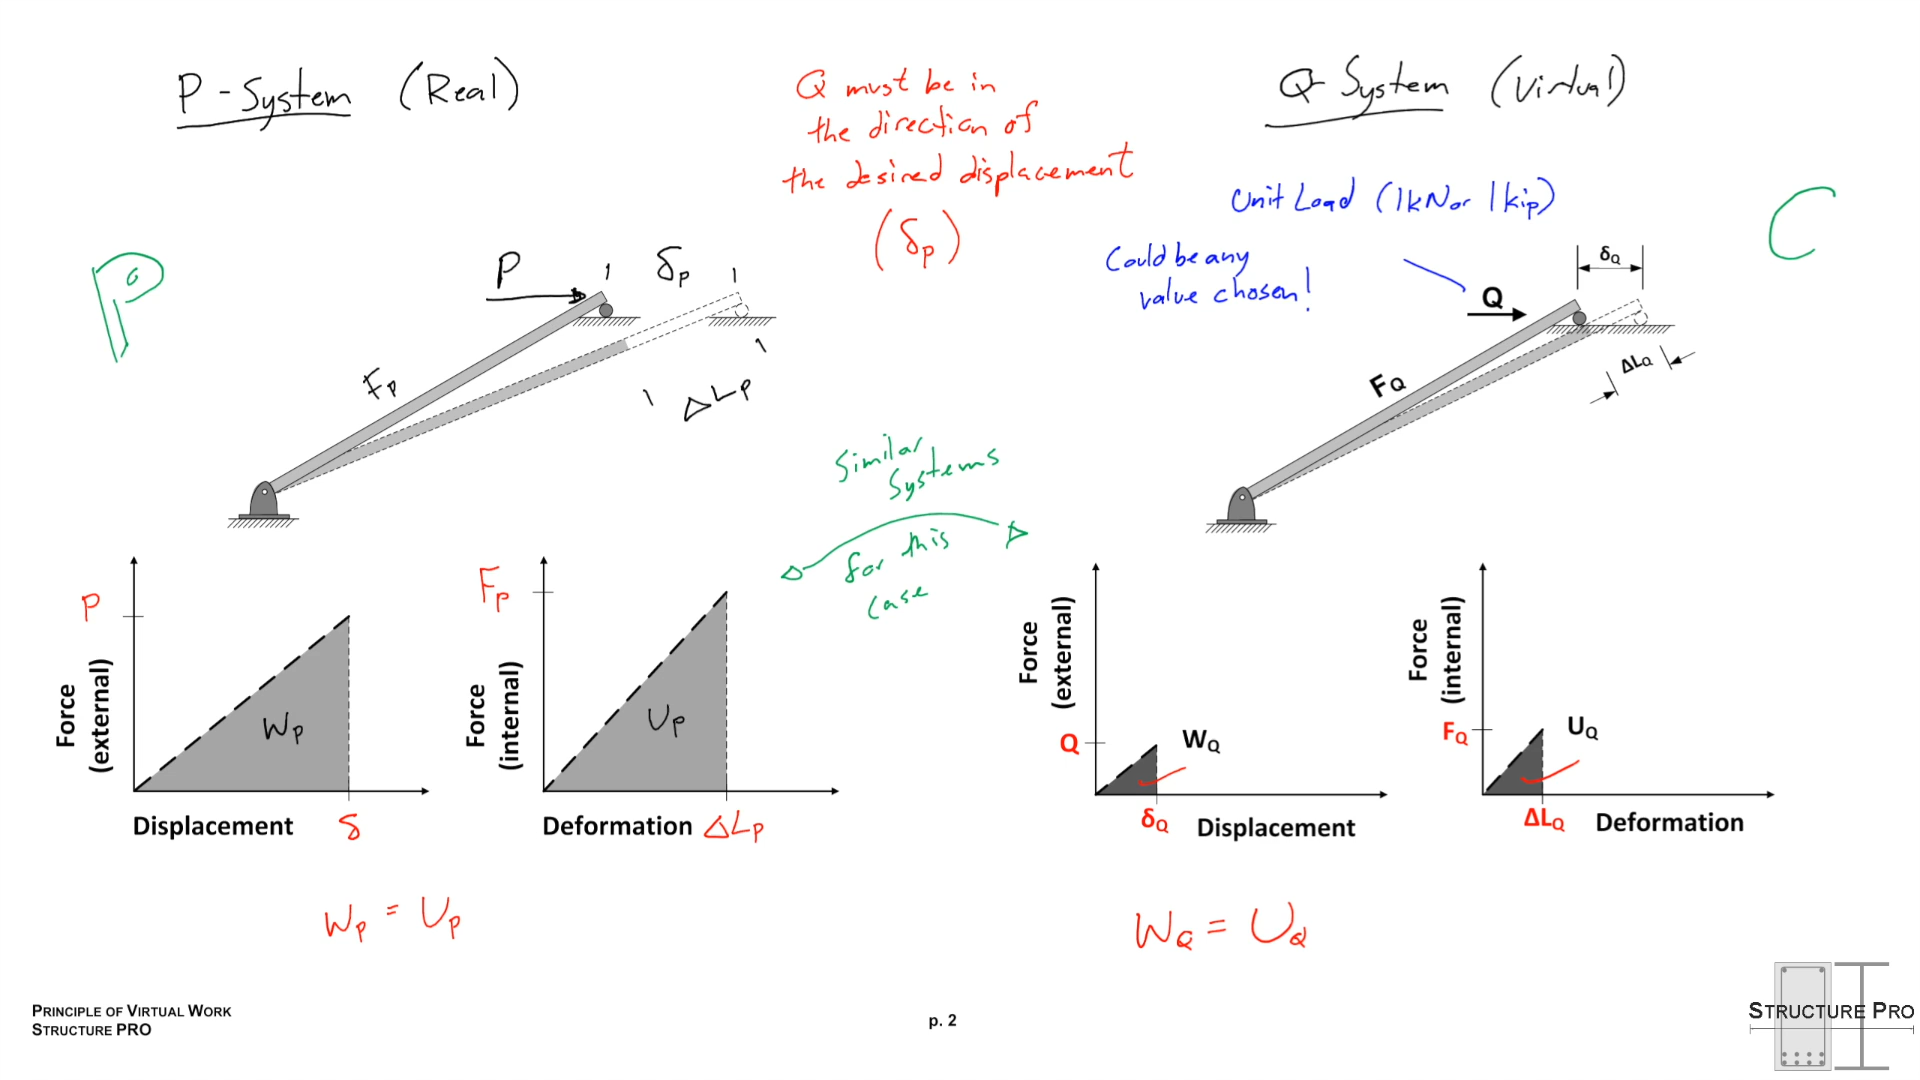 P-System (Real)
Q must be in
the direction of
the desired displacement
(δp)
Q System (Virtual)
Unit Load (1kN or 1 kip)
Could be any
value chosen!
P
P
δp
Fp
ΔLp
Similar
Systems
for this
case
C
δQ
Q
FQ
ΔLQ
P
Force
(external)
Wp
Displacement
δ
Fp
Force
(internal)
Up
Deformation
ΔLp
Force
(external)
Q
WQ
δQ
Displacement
Force
(internal)
FQ
UQ
ΔLQ
Deformation
Wp = Up
WQ = UQ
PRINCIPLE OF VIRTUAL WORK
STRUCTURE PRO
p. 2
STRUCTURE PRO